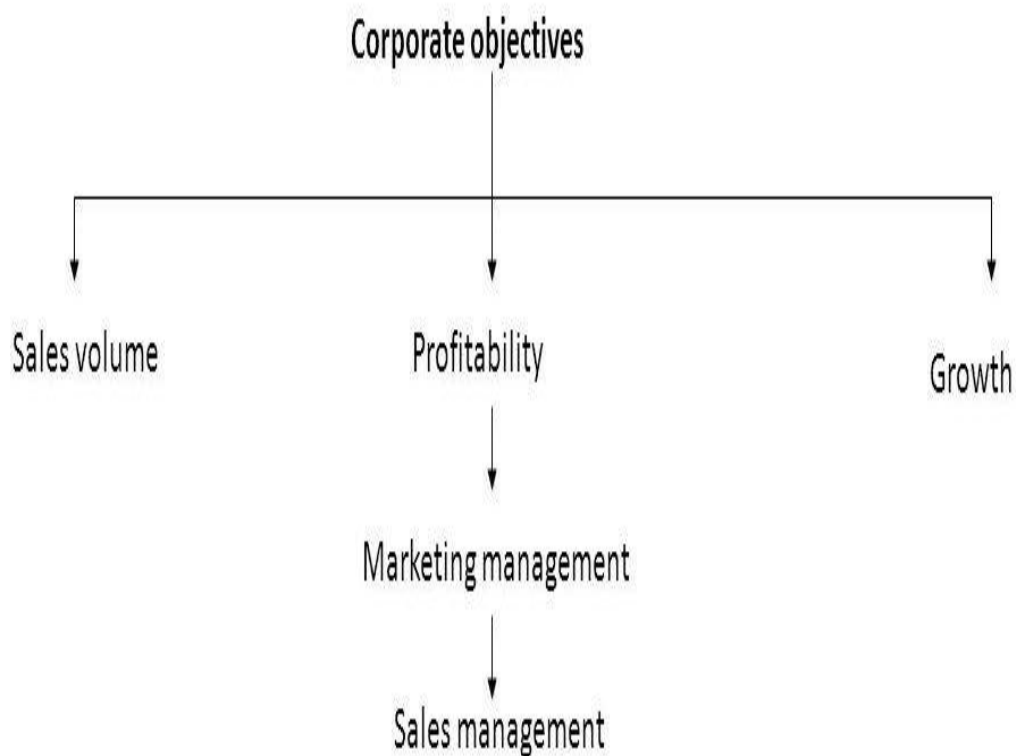 Corporate objectives
Sales volume
Profitability
Growth
Marketing management
Sales management